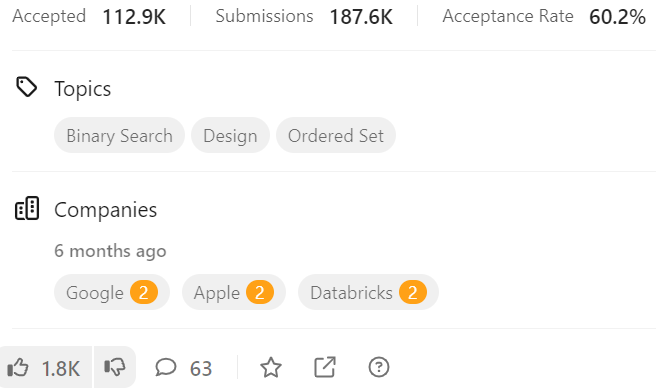 Accepted 112.9K Submissions 187.6K Acceptance Rate 60.2%
Topics
Binary Search Design Ordered Set
Companies
6 months ago
Google 2 Apple 2 Databricks 2
1.8K 63